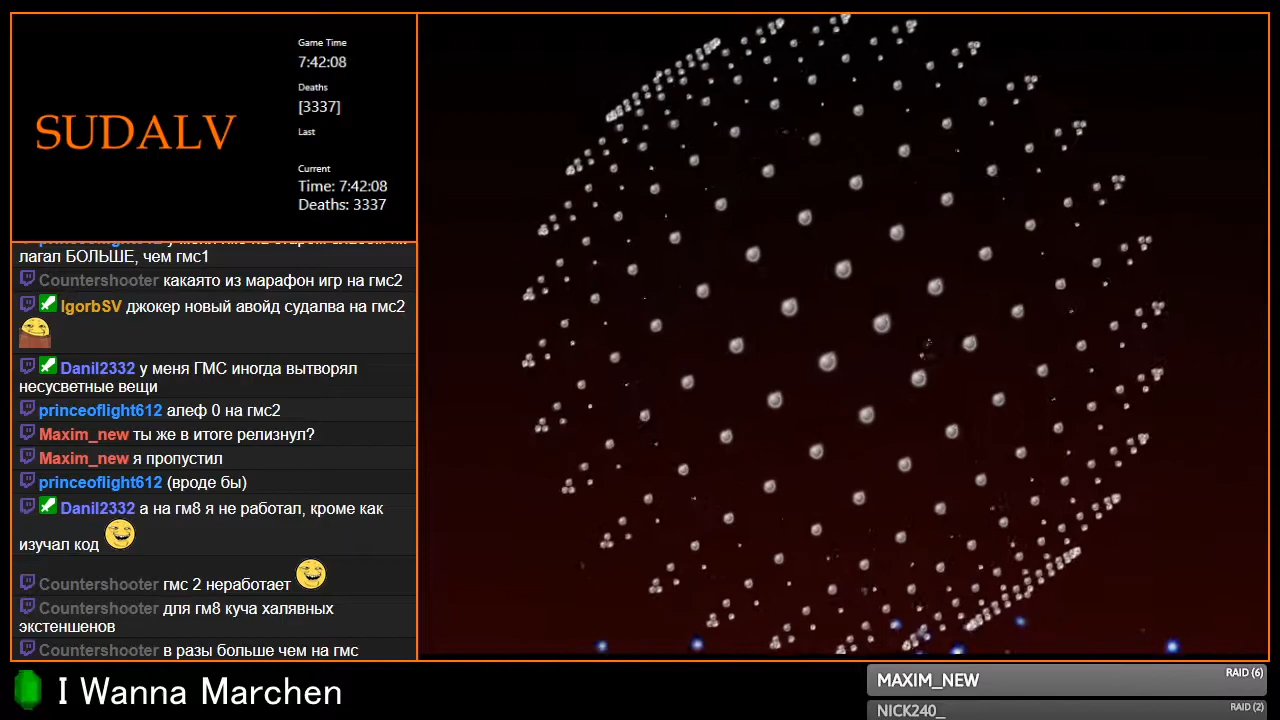 SUDALV
Game Time
7:42:08
Deaths
[3337]
Last
Current
Time: 7:42:08
Deaths: 3337
лагал БОЛЬШЕ, чем гмс1
Countershooter какаято из марафон игр на гмс2
IgorbSV джокер новый авойд судалва на гмс2
Danil2332 у меня ГМС иногда вытворял
несусветные вещи
princeoflight612 алеф 0 на гмс2
Maxim_new ты же в итоге релизнул?
Maxim_new я пропустил
princeoflight612 (вроде бы)
Danil2332 а на гм8 я не работал, кроме как
изучал код
Countershooter гмс 2 неработает
Countershooter для гм8 куча халявных
экстеншенов
Countershooter в разы больше чем на гмс
I Wanna Marchen
MAXIM_NEW
RAID (6)
NICK240_
RAID (2)